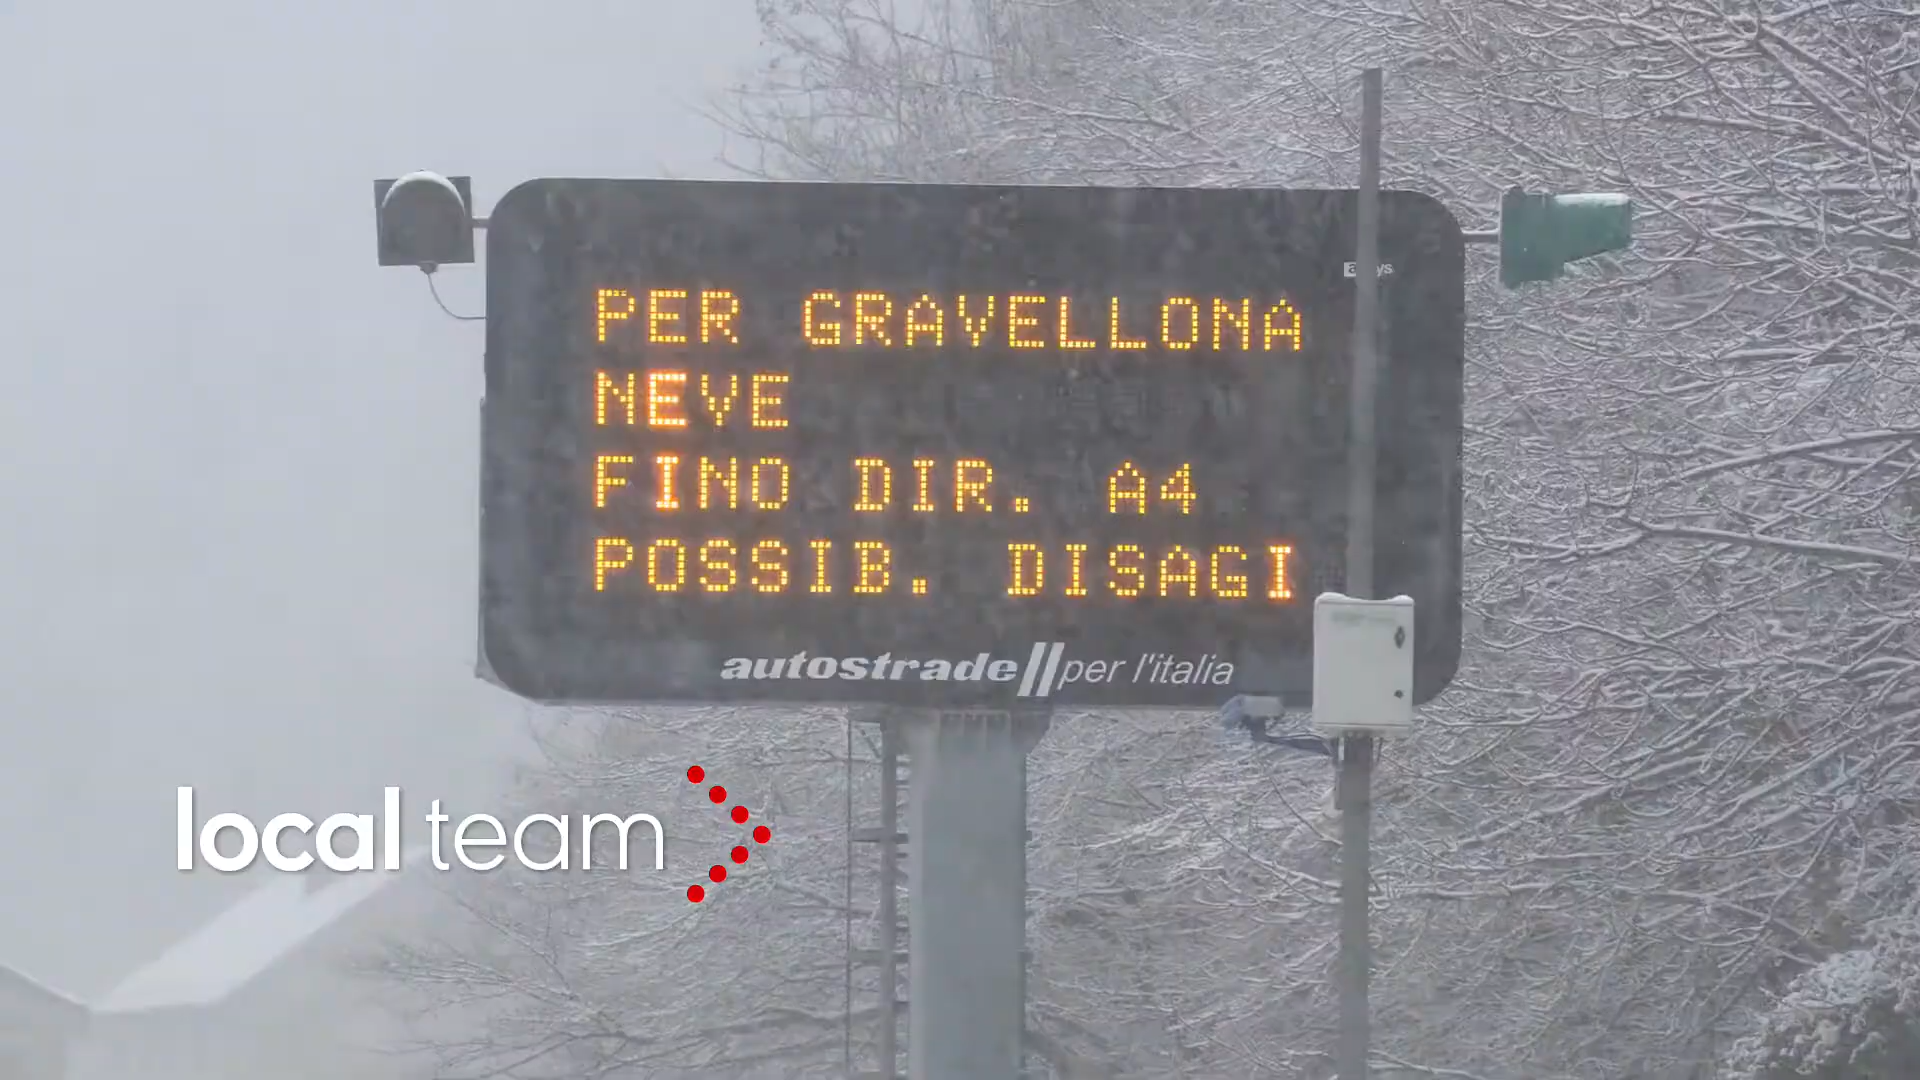 PER GRAVELLONA
NEVE
FINO DIR. A4
POSSIB. DISAGI
autostrade//per l'italia
local team